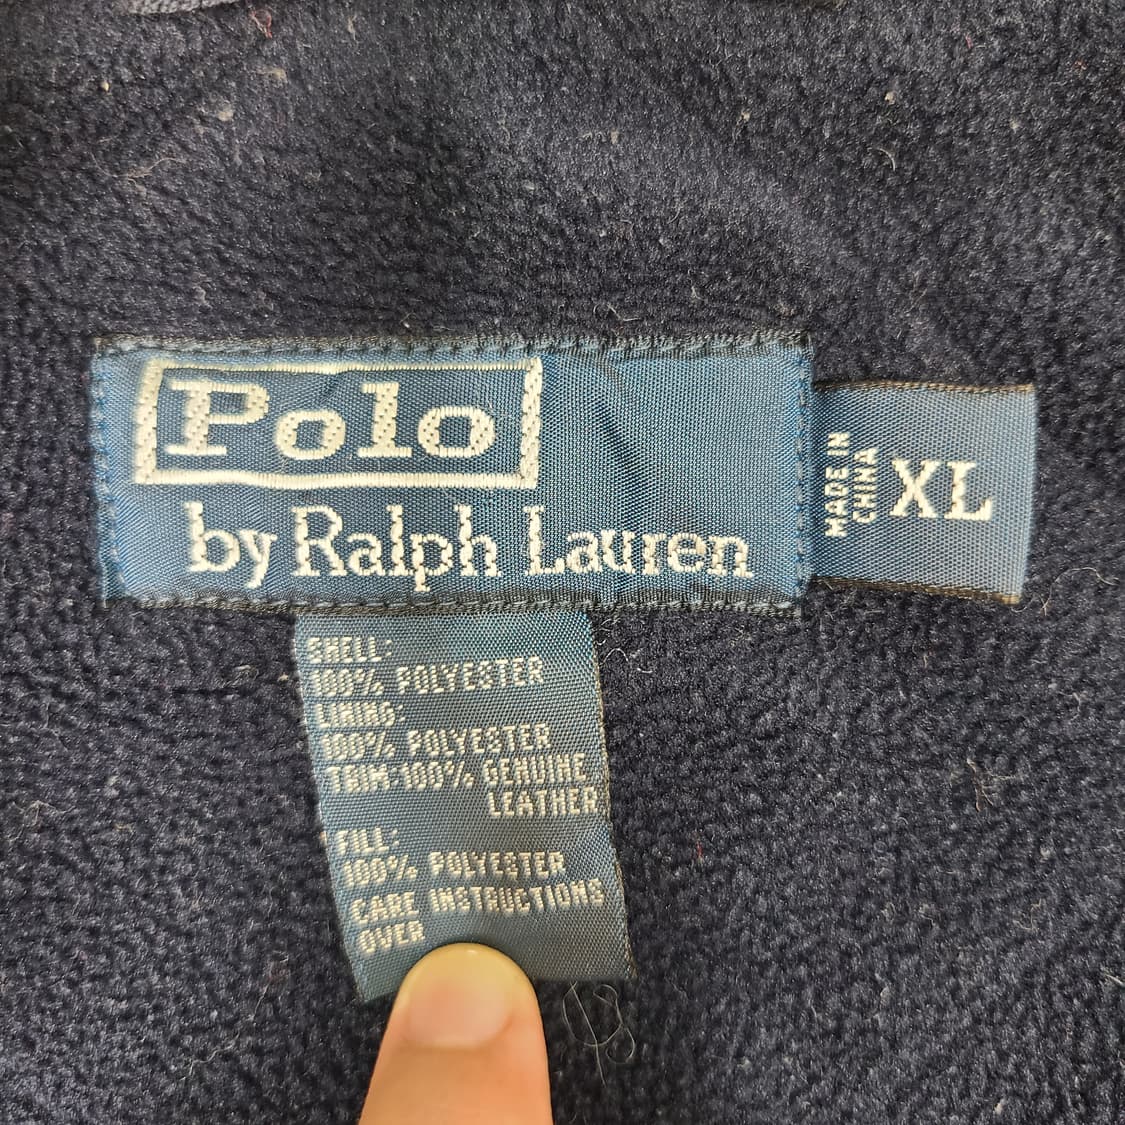 Polo
by Ralph Lauren
MADE IN
CHINA
XL
SHELL:
100% POLYESTER
LINING:
100% POLYESTER
TRIM:100% GENUINE
LEATHER
FILL:
100% POLYESTER
CARE INSTRUCTIONS
OVER